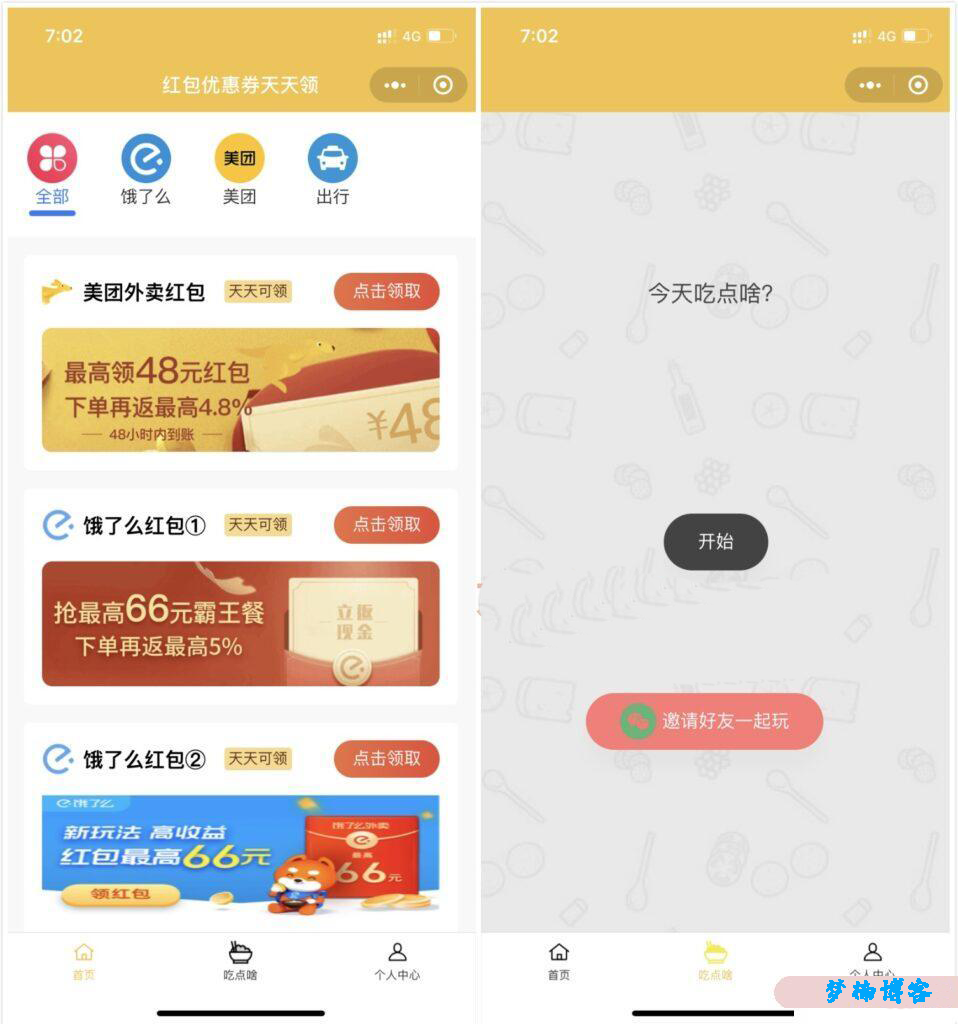 7:02
4G
红包优惠券天天领
美团
全部
饿了么
美团
出行
美团外卖红包
天天可领
点击领取
最高领48元红包
下单再返最高4.8%
48小时内到账
¥48
饿了么红包①
天天可领
点击领取
抢最高66元霸王餐
下单再返最高5%
立返
现金
饿了么红包②
天天可领
点击领取
饿了么
新玩法 高收益
红包最高66元
领红包
饿了么外卖
最高
66元
首页
吃点啥
个人中心
7:02
4G
今天吃点啥?
开始
邀请好友一起玩
首页
吃点啥
个人中心
梦楠博客